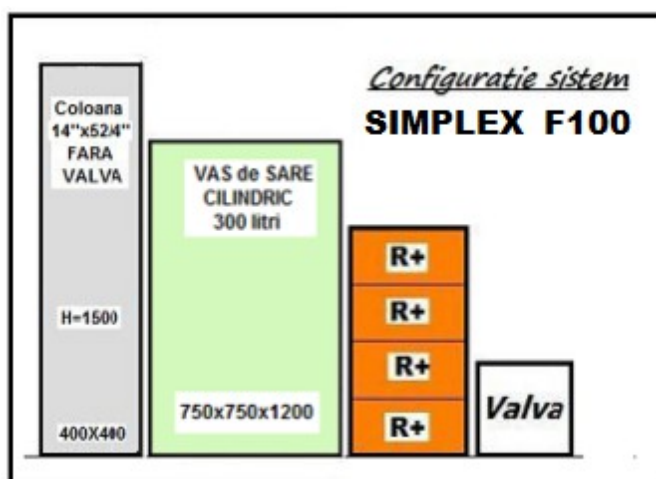 Configuratie sistem
SIMPLEX F100
Coloana
14"x52/4"
FARA
VALVA
H=1500
400X400
VAS de SARE
CILINDRIC
300 litri
750x750x1200
R+
R+
R+
R+
Valva